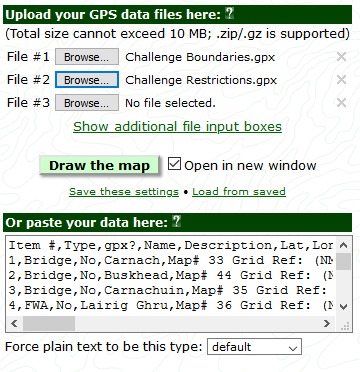 Upload your GPS data files here: ?
(Total size cannot exceed 10 MB; .zip/.gz is supported)
File #1 Browse... Challenge Boundaries.gpx ×
File #2 Browse... Challenge Restrictions.gpx ×
File #3 Browse... No file selected. ×
Show additional file input boxes
Draw the map Open in new window
Save these settings • Load from saved
Or paste your data here: ?
Item #,Type,gpx?,Name,Description,Lat,Lon
1,Bridge,No,Carnach,Map# 33 Grid Ref: (NM
2,Bridge,No,Buskhead,Map# 44 Grid Ref: (N
3,Bridge,No,Carnachuin,Map# 35 Grid Ref:
4,FWA,No,Lairig Ghru,Map# 36 Grid Ref: (N
Force plain text to be this type: default